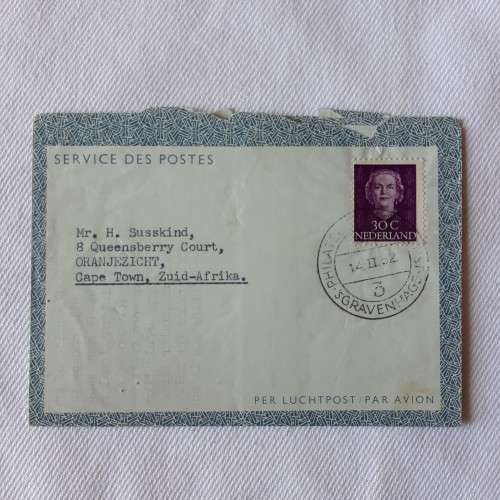 SERVICE DES POSTES
30 C
NEDERLAND
Mr. H. Susskind,
8 Queensberry Court,
ORANJEZICHT,
Cape Town, Zuid-Afrika.
'SGRAVENHAGE
3
PER LUCHTPOST/PAR AVION